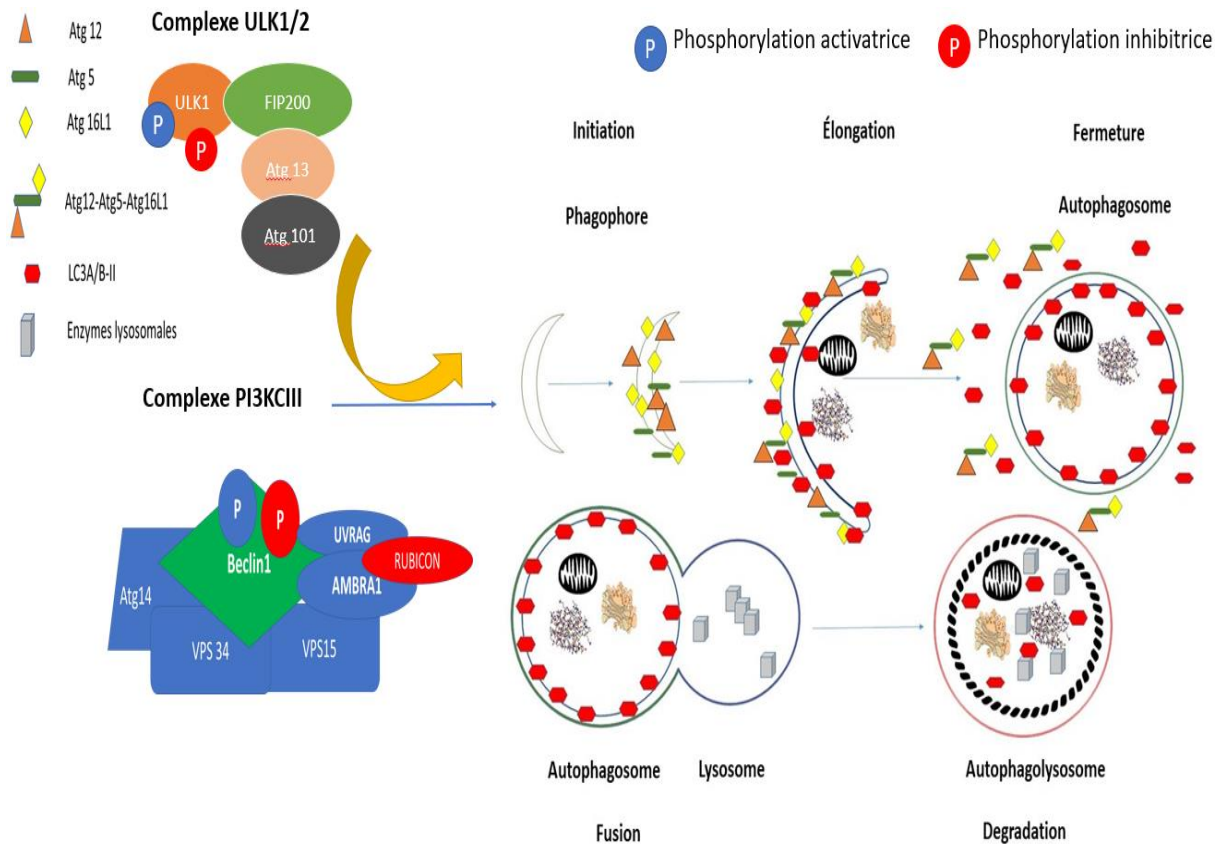 Complexe ULK1/2
Atg 12
Atg 5
Atg 16L1
Atg12-Atg5-Atg16L1
LC3A/B-II
Enzymes lysosomales
P Phosphorylation activatrice
P Phosphorylation inhibitrice
ULK1
FIP200
P
P
Atg 13
Atg 101
Initiation
Élongation
Fermeture
Phagophore
Autophagosome
Complexe PI3KCIII
P
P
Beclin1
UVRAG
RUBICON
AMBRA1
Atg14
VPS 34
VPS15
Autophagosome
Lysosome
Fusion
Autophagolysosome
Degradation